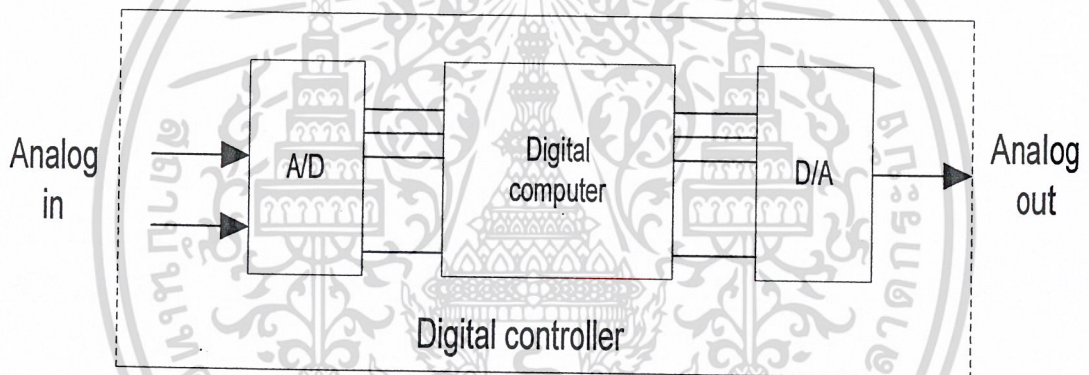 Analog
in
A/D
Digital
computer
D/A
Analog
out
Digital controller